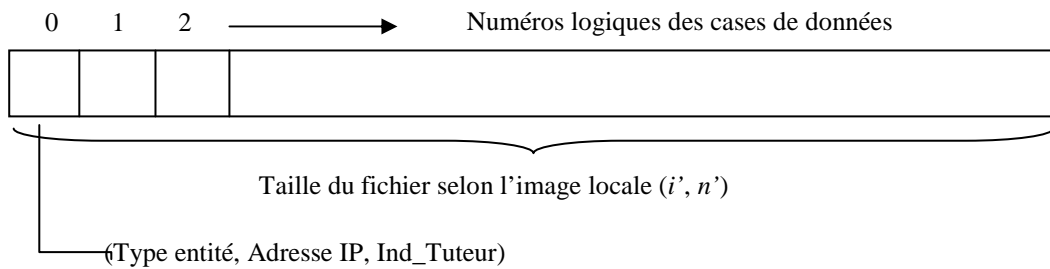 0 1 2 Numéros logiques des cases de données
Taille du fichier selon l’image locale (i’, n’)
(Type entité, Adresse IP, Ind_Tuteur)